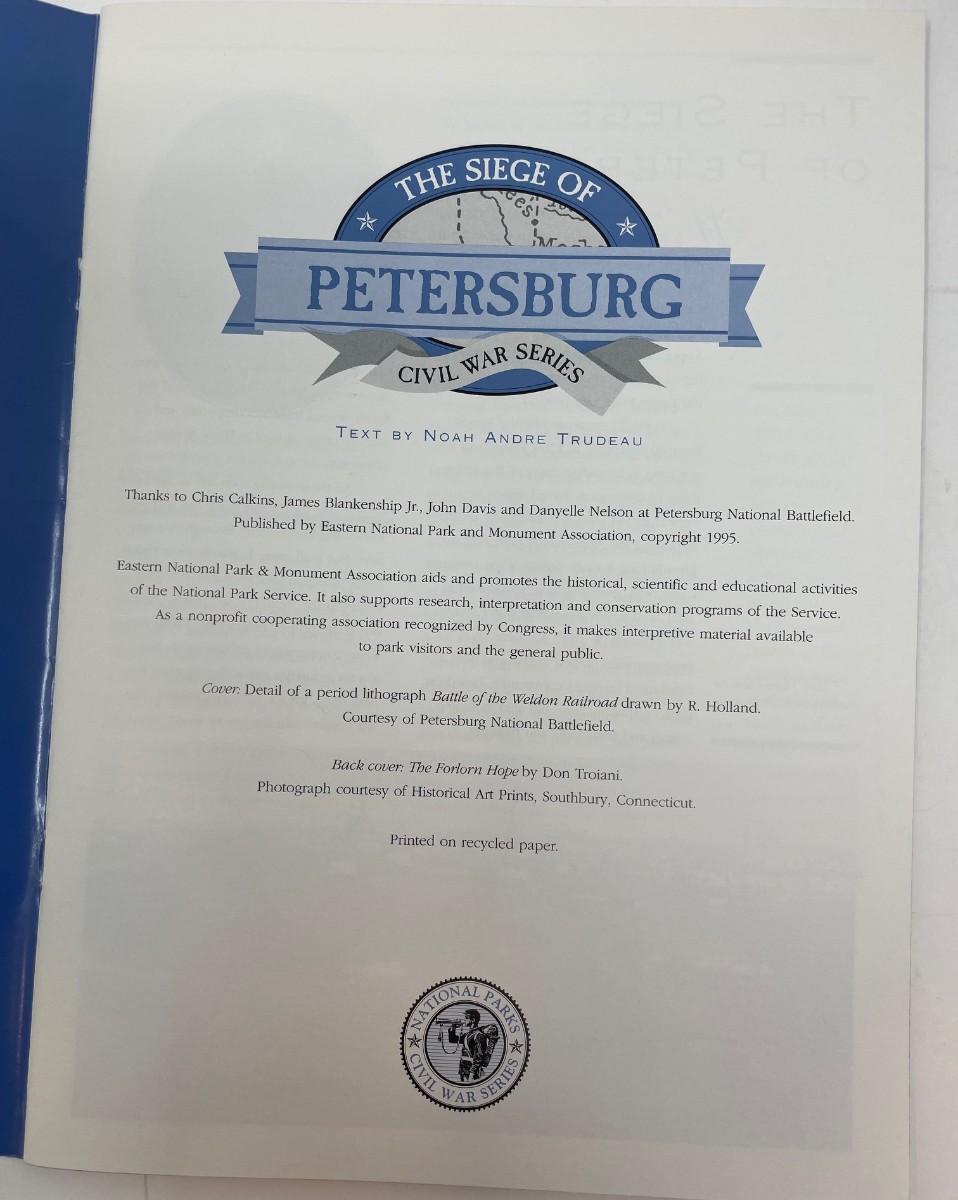 THE SIEGE OF
PETERSBURG
CIVIL WAR SERIES
TEXT BY NOAH ANDRE TRUDEAU
Thanks to Chris Calkins, James Blankenship Jr., John Davis and Danyelle Nelson at Petersburg National Battlefield.
Published by Eastern National Park and Monument Association, copyright 1995.
Eastern National Park & Monument Association aids and promotes the historical, scientific and educational activities
of the National Park Service. It also supports research, interpretation and conservation programs of the Service.
As a nonprofit cooperating association recognized by Congress, it makes interpretive material available
to park visitors and the general public.
Cover: Detail of a period lithograph Battle of the Weldon Railroad drawn by R. Holland.
Courtesy of Petersburg National Battlefield.
Back cover: The Forlorn Hope by Don Troiani.
Photograph courtesy of Historical Art Prints, Southbury, Connecticut.
Printed on recycled paper.
NATIONAL PARKS
CIVIL WAR SERIES